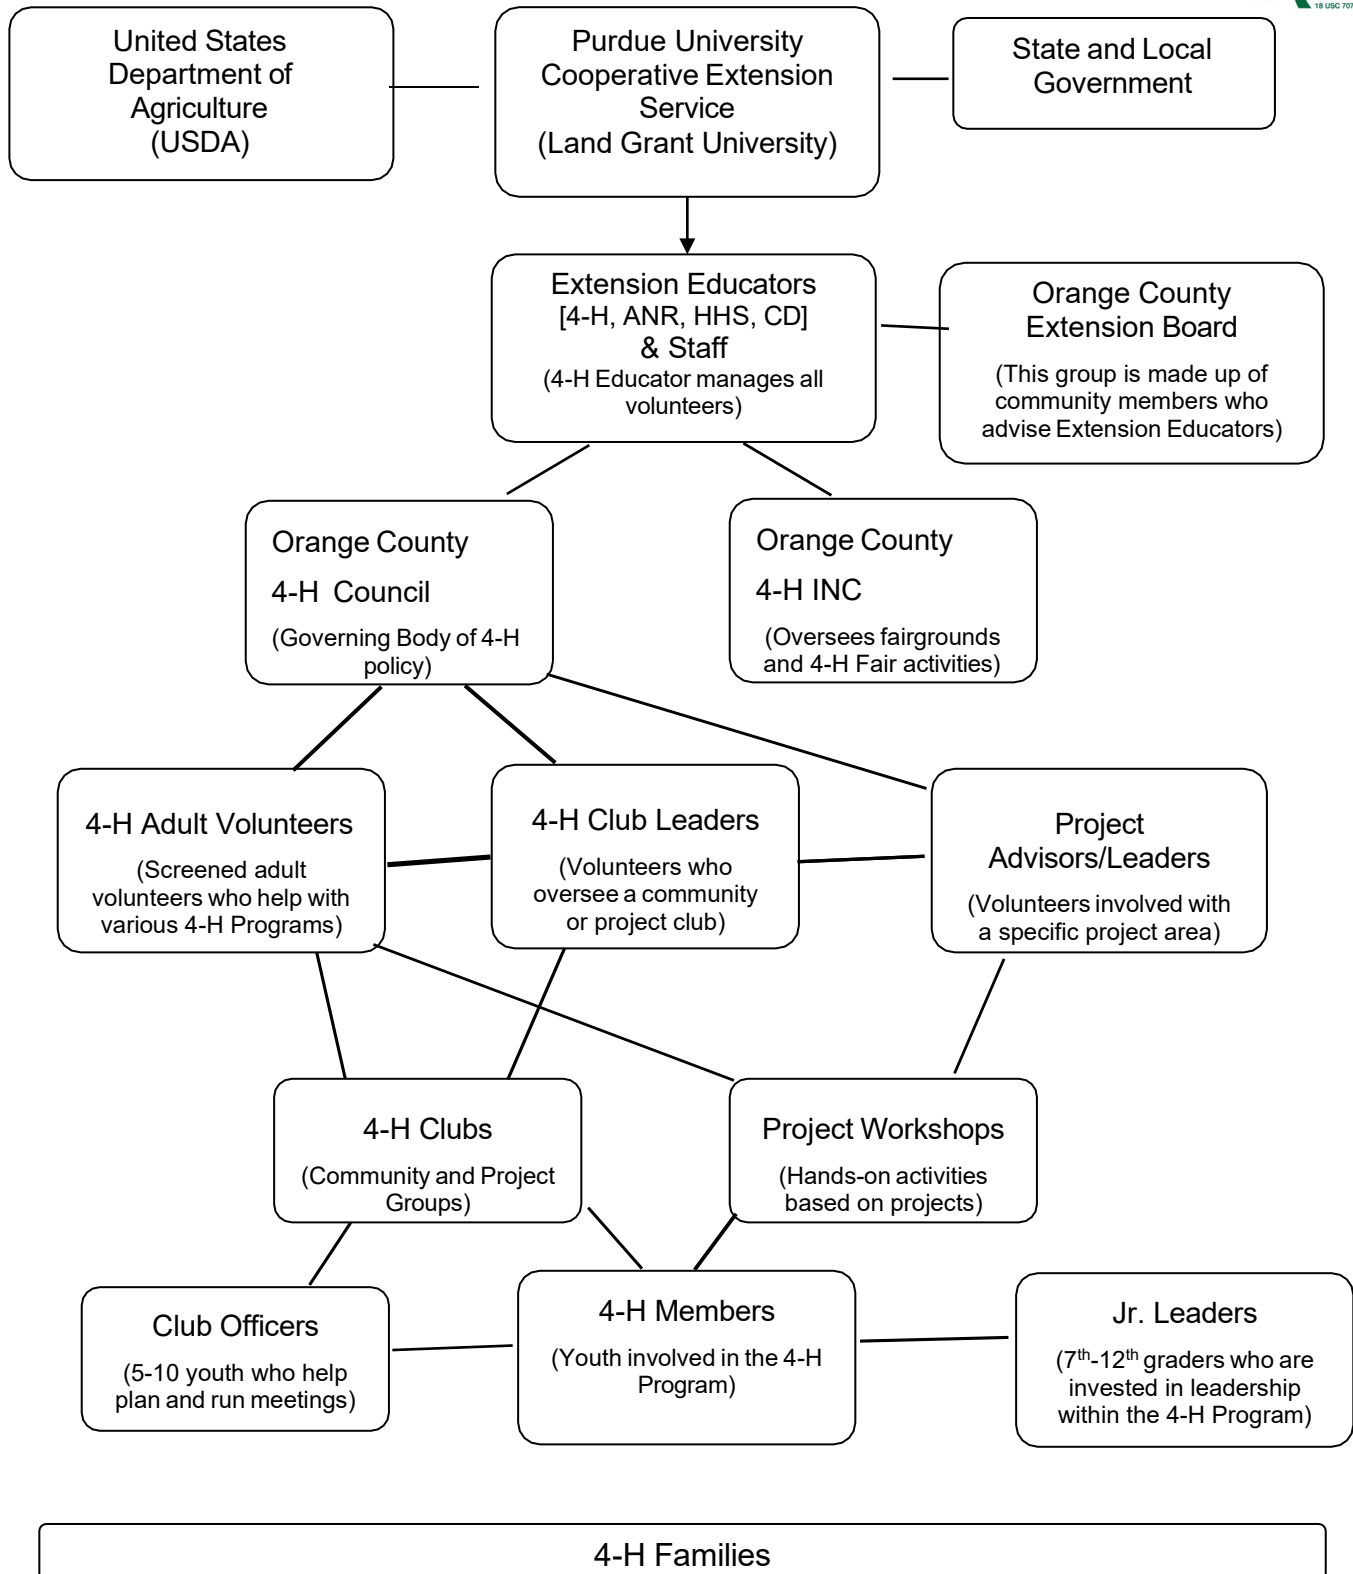 18 USC 707
United States
Department of
Agriculture
(USDA)
Purdue University
Cooperative Extension
Service
(Land Grant University)
State and Local
Government
Extension Educators
[4-H, ANR, HHS, CD]
& Staff
(4-H Educator manages all
volunteers)
Orange County
Extension Board
(This group is made up of
community members who
advise Extension Educators)
Orange County
4-H Council
(Governing Body of 4-H
policy)
Orange County
4-H INC
(Oversees fairgrounds
and 4-H Fair activities)
4-H Adult Volunteers
(Screened adult
volunteers who help with
various 4-H Programs)
4-H Club Leaders
(Volunteers who
oversee a community
or project club)
Project
Advisors/Leaders
(Volunteers involved with
a specific project area)
4-H Clubs
(Community and Project
Groups)
Project Workshops
(Hands-on activities
based on projects)
Club Officers
(5-10 youth who help
plan and run meetings)
4-H Members
(Youth involved in the 4-H
Program)
Jr. Leaders
(7th-12th graders who are
invested in leadership
within the 4-H Program)
4-H Families